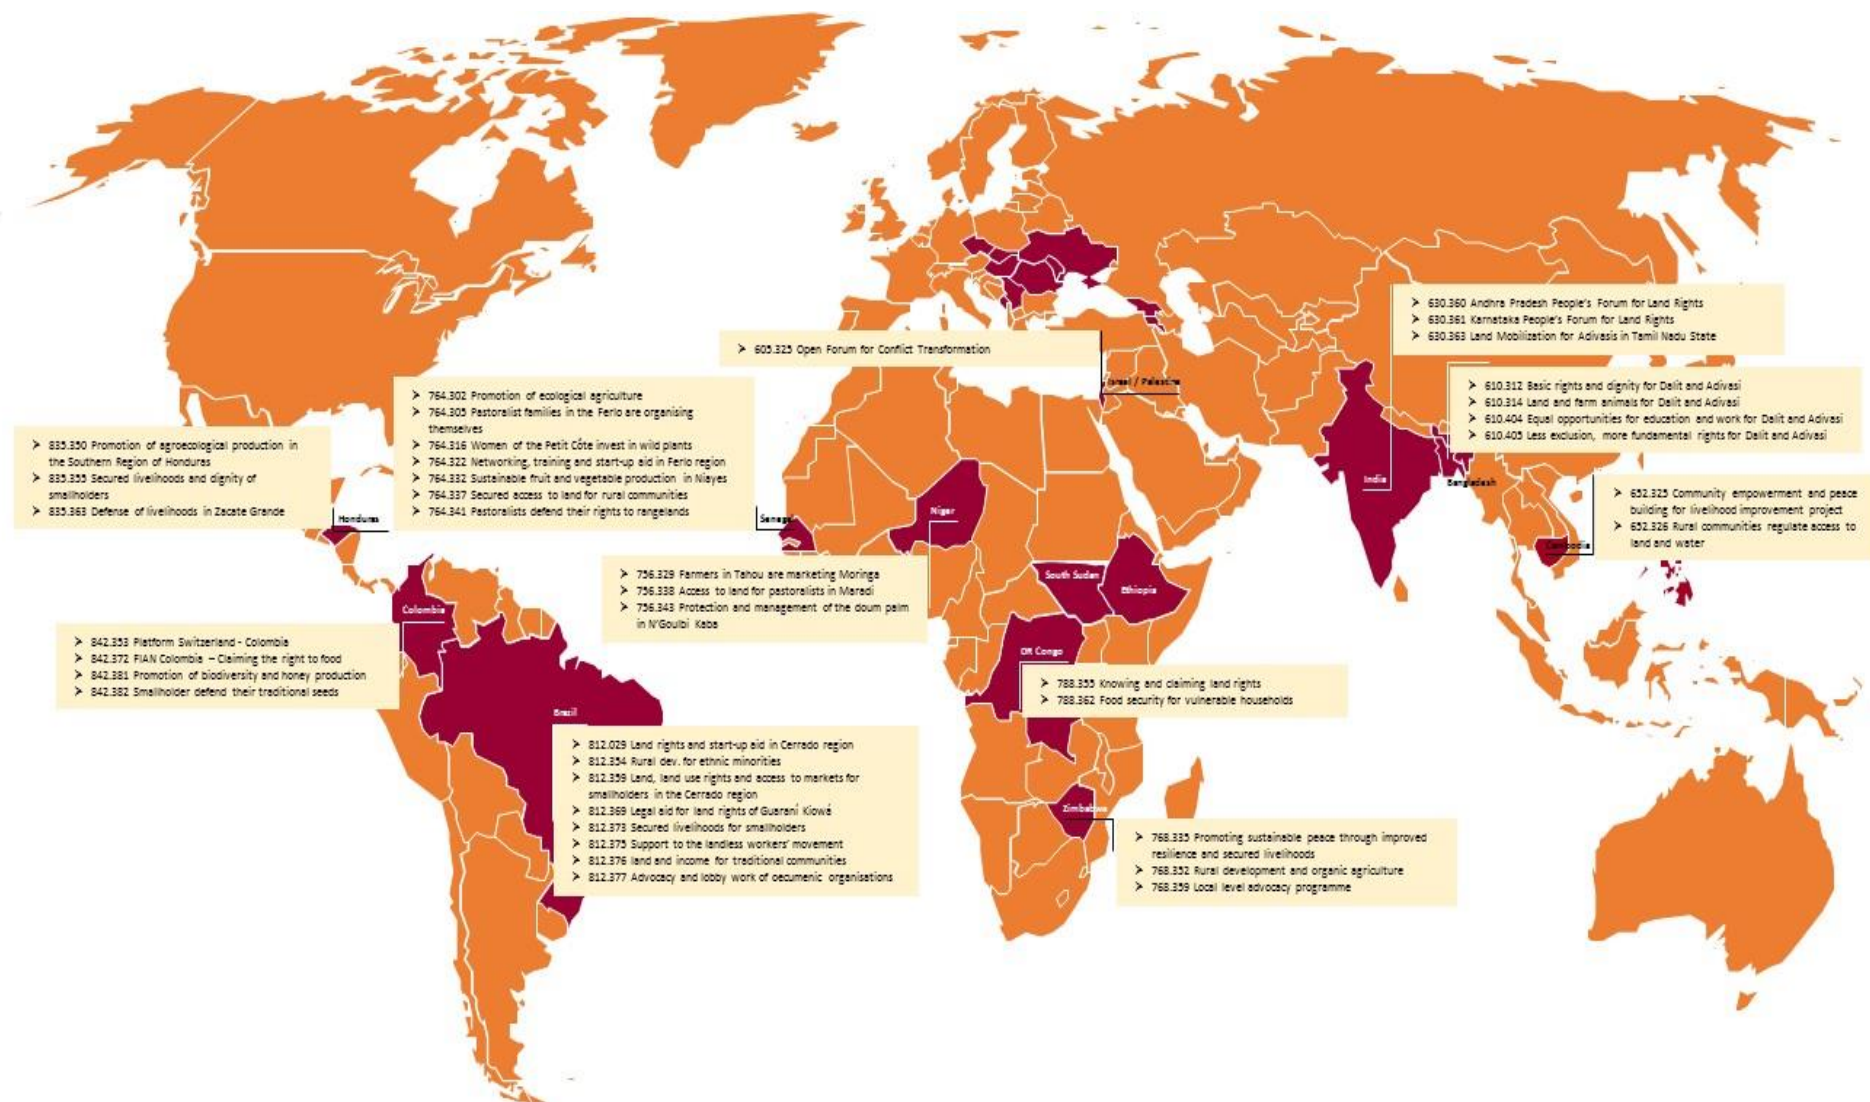 ➢ 630.360 Andhra Pradesh People's Forum for Land Rights
➢ 630.361 Karnataka People's Forum for Land Rights
➢ 630.363 Land Mobilization for Adivasis in Tamil Nadu State
➢ 605.325 Open Forum for Conflict Transformation
Israel / Palestine
➢ 610.312 Basic rights and dignity for Dalit and Adivasi
➢ 610.314 Land and farm animals for Dalit and Adivasi
➢ 610.404 Equal opportunities for education and work for Dalit and Adivasi
➢ 610.405 Less exclusion, more fundamental rights for Dalit and Adivasi
➢ 764.302 Promotion of ecological agriculture
➢ 764.305 Pastoralist families in the Ferlo are organising
themselves
➢ 764.316 Women of the Petit Côte invest in wild plants
➢ 764.322 Networking, training and start-up aid in Ferlo region
➢ 764.332 Sustainable fruit and vegetable production in Niayes
➢ 764.337 Secured access to land for rural communities
➢ 764.341 Pastoralists defend their rights to rangelands
➢ 835.350 Promotion of agroecological production in
the Southern Region of Honduras
➢ 835.355 Secured livelihoods and dignity of
smallholders
➢ 835.363 Defense of livelihoods in Zacate Grande
India
Bangladesh
➢ 652.325 Community empowerment and peace
building for livelihood improvement project
➢ 652.326 Rural communities regulate access to
land and water
Honduras
Senegal
Niger
Cambodia
➢ 756.329 Farmers in Tahou are marketing Moringa
➢ 756.338 Access to land for pastoralists in Maradi
➢ 756.343 Protection and management of the doum palm
in N'Goulbi Kaba
South Sudan
Ethiopia
Colombia
➢ 842.353 Platform Switzerland - Colombia
➢ 842.372 FIAN Colombia – Claiming the right to food
➢ 842.381 Promotion of biodiversity and honey production
➢ 842.382 Smallholder defend their traditional seeds
DR Congo
➢ 788.355 Knowing and claiming land rights
➢ 788.362 Food security for vulnerable households
Brazil
➢ 812.029 Land rights and start-up aid in Cerrado region
➢ 812.354 Rural dev. for ethnic minorities
➢ 812.359 Land, land use rights and access to markets for
smallholders in the Cerrado region
➢ 812.369 Legal aid for land rights of Guaraní Kiowá
➢ 812.373 Secured livelihoods for smallholders
➢ 812.375 Support to the landless workers' movement
➢ 812.376 land and income for traditional communities
➢ 812.377 Advocacy and lobby work of oecumenic organisations
Zimbabwe
➢ 768.335 Promoting sustainable peace through improved
resilience and secured livelihoods
➢ 768.352 Rural development and organic agriculture
➢ 768.359 Local level advocacy programme